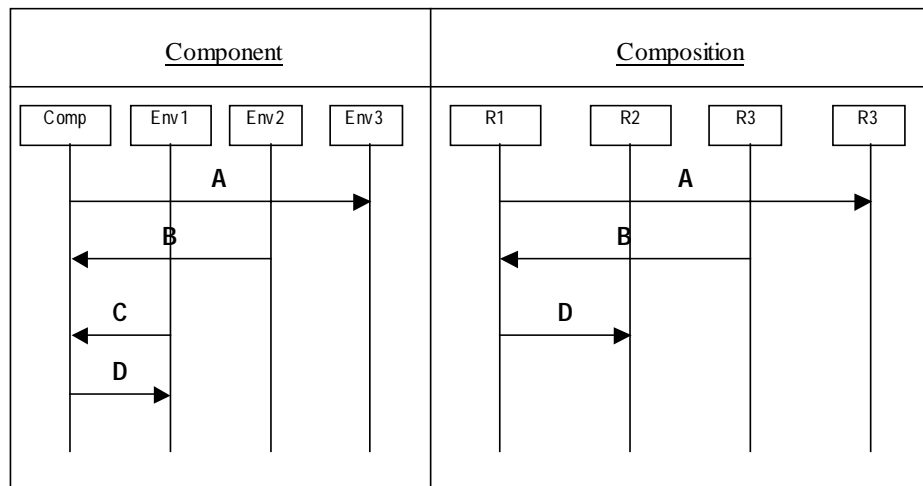 Component Composition
Comp Env1 Env2 Env3 R1 R2 R3 R3
A A
B B
C D
D